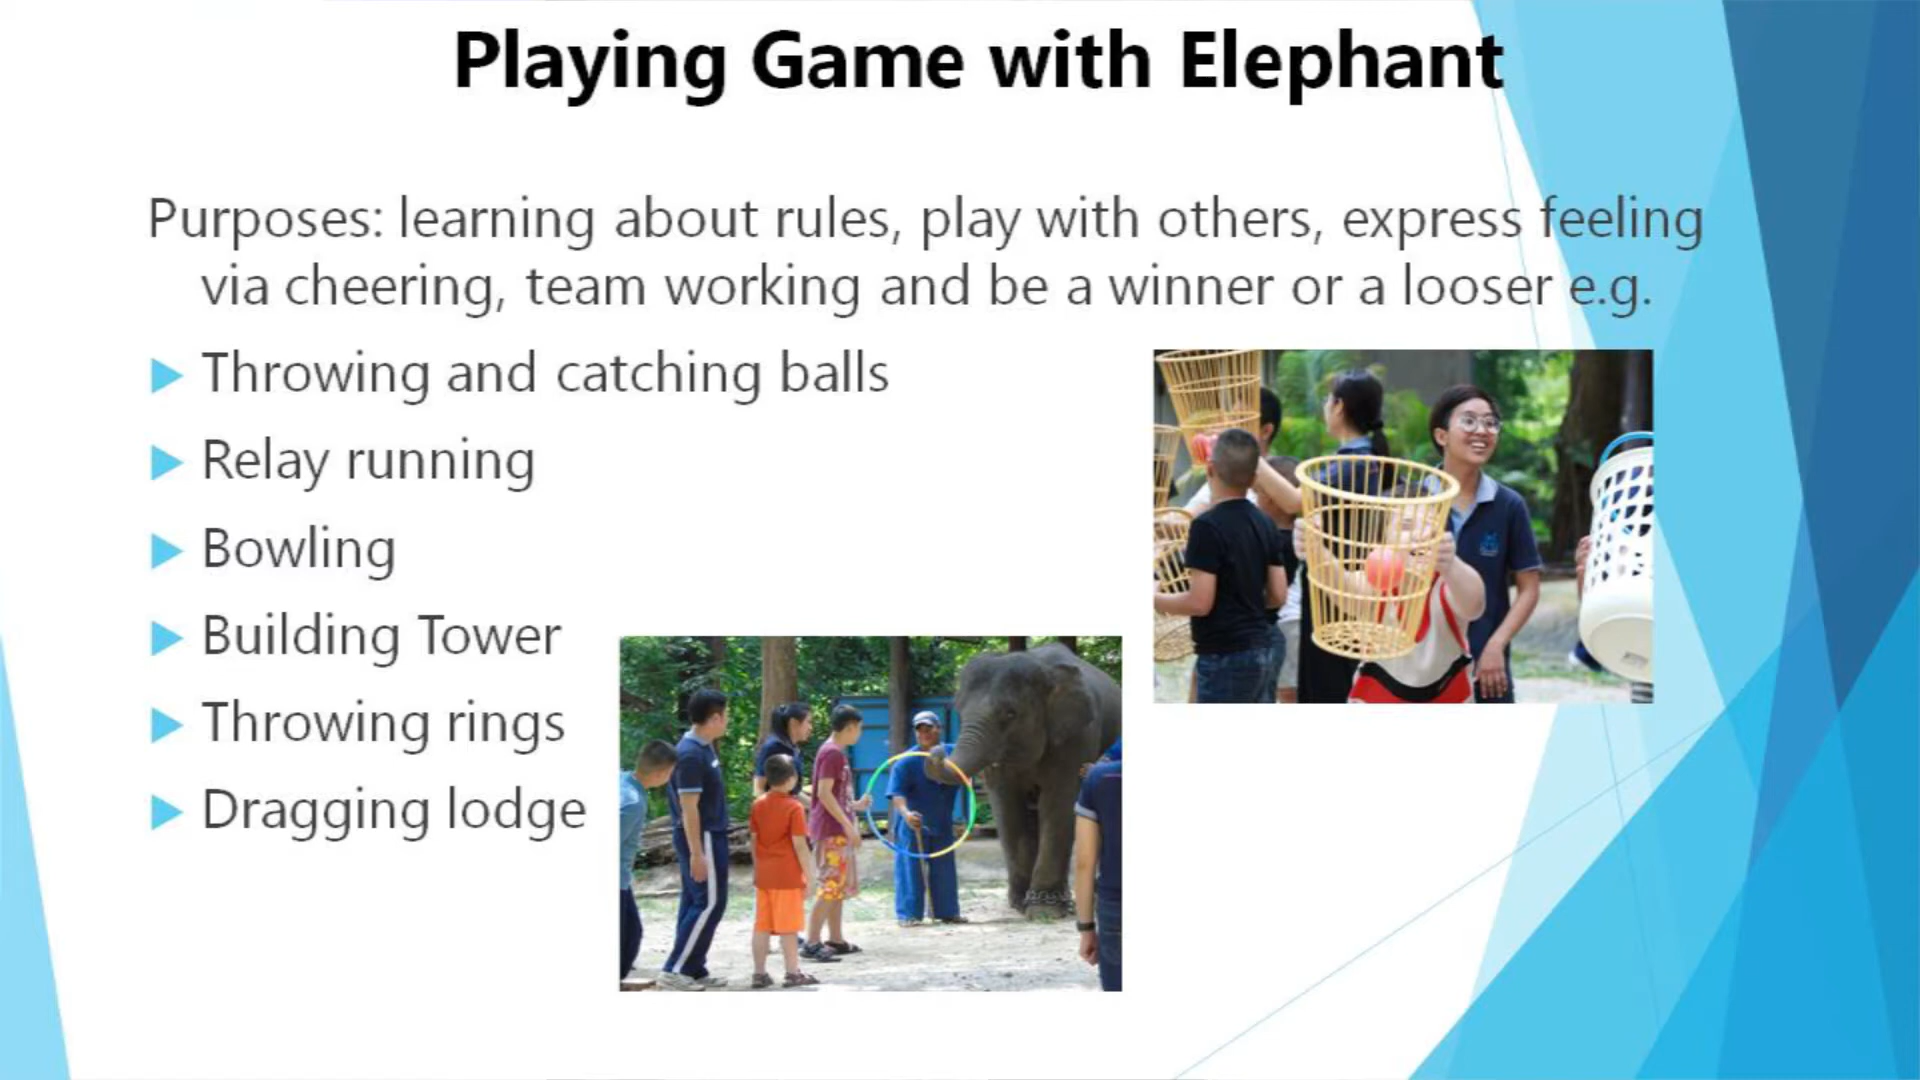 Playing Game with Elephant
Purposes: learning about rules, play with others, express feeling
via cheering, team working and be a winner or a looser e.g.
Throwing and catching balls
Relay running
Bowling
Building Tower
Throwing rings
Dragging lodge